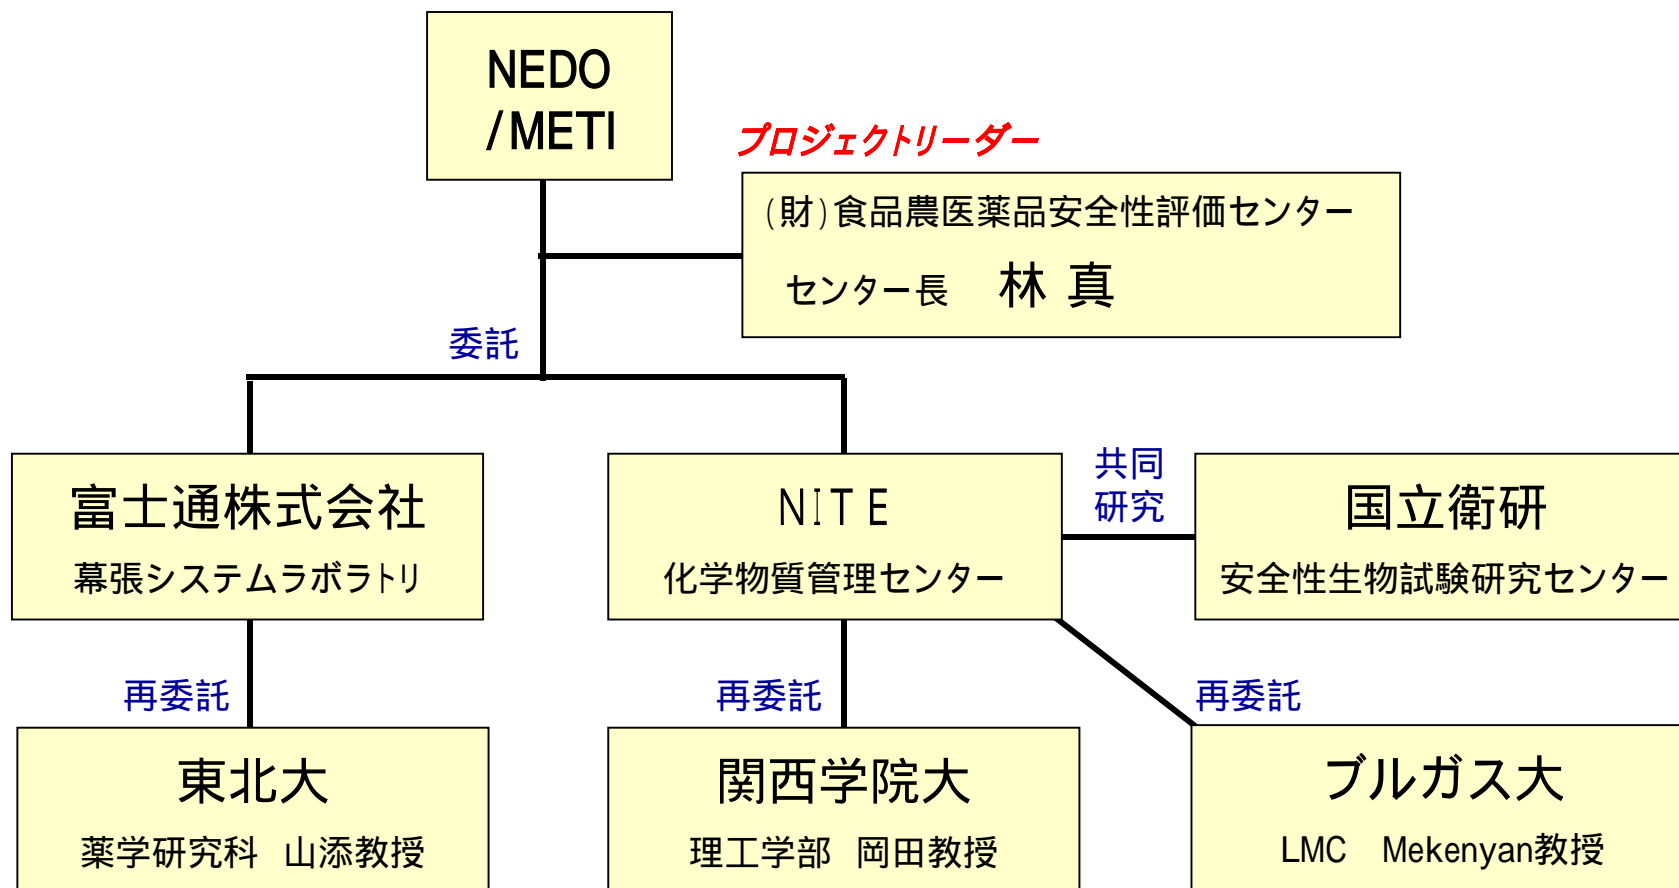 NEDO
/METI
プロジェクトリーダー
(財)食品農医薬品安全性評価センター
センター長 林 真
委託
富士通株式会社
幕張システムラボラトリ
NITE
化学物質管理センター
共同
研究
国立衛研
安全性生物試験研究センター
再委託
再委託
再委託
東北大
薬学研究科 山添教授
関西学院大
理工学部 岡田教授
ブルガス大
LMC Mekenyan教授